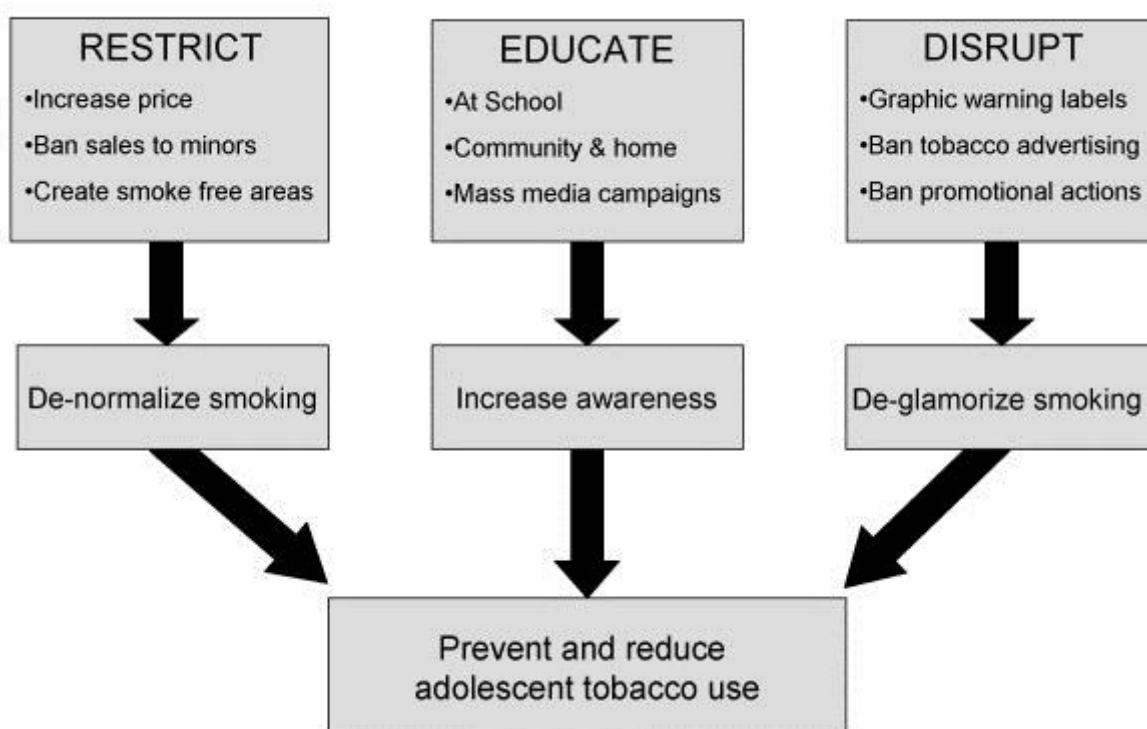 RESTRICT
•Increase price
•Ban sales to minors
•Create smoke free areas
EDUCATE
•At School
•Community & home
•Mass media campaigns
DISRUPT
•Graphic warning labels
•Ban tobacco advertising
•Ban promotional actions
De-normalize smoking
Increase awareness
De-glamorize smoking
Prevent and reduce
adolescent tobacco use